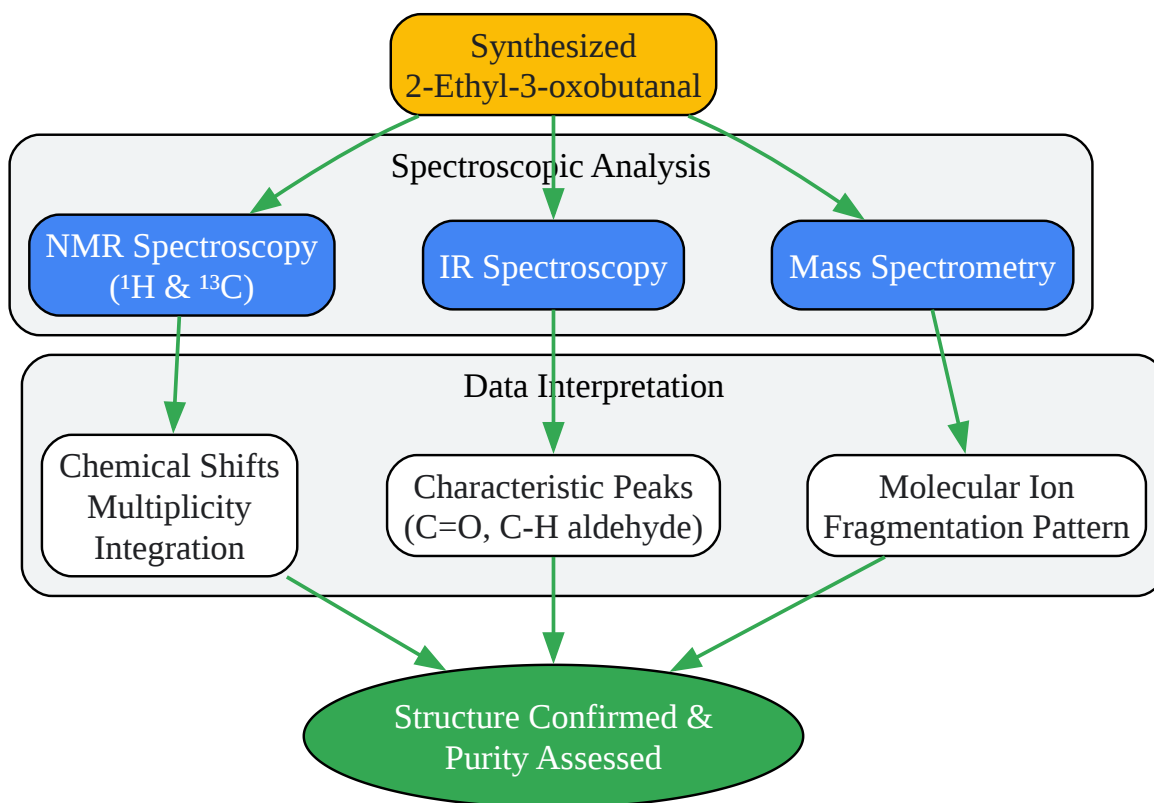 Synthesized
2-Ethyl-3-oxobutanal
Spectroscopic Analysis
NMR Spectroscopy
(¹H & ¹³C)
IR Spectroscopy
Mass Spectrometry
Data Interpretation
Chemical Shifts
Multiplicity
Integration
Characteristic Peaks
(C=O, C-H aldehyde)
Molecular Ion
Fragmentation Pattern
Structure Confirmed &
Purity Assessed